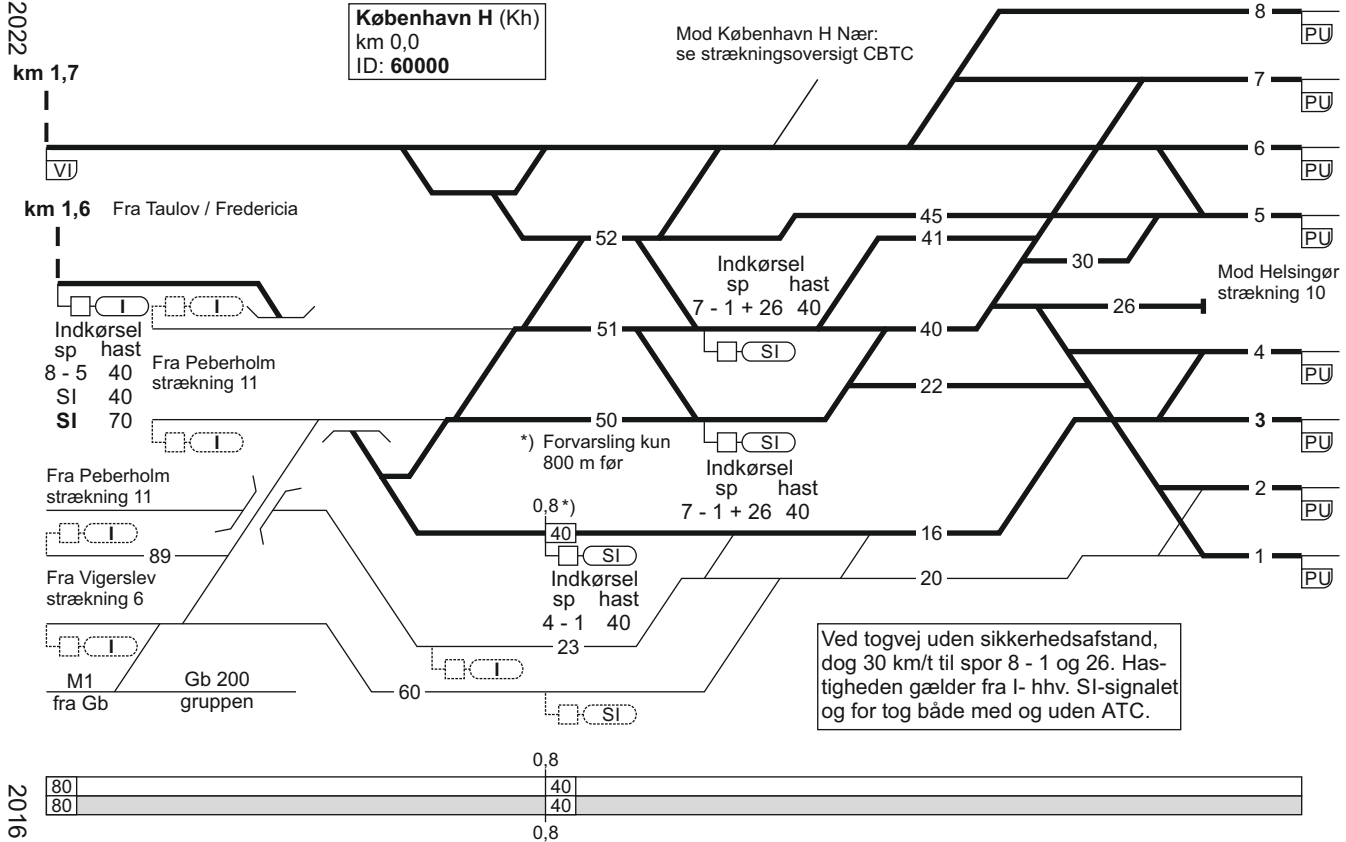 2022
København H (Kh)
km 0,0
ID: 60000
Mod København H Nær:
se strækningsoversigt CBTC
8
PU
km 1,7
7
PU
VI
6
PU
km 1,6
Fra Taulov / Fredericia
45
5
PU
52
41
30
I
I
Indkørsel
sp hast
8 - 5 40
SI 40
SI 70
Fra Peberholm
strækning 11
I
Indkørsel
sp hast
7 - 1 + 26 40
51
SI
40
Mod Helsingør
strækning 10
26
4
PU
22
50
*) Forvarsling kun
800 m før
SI
Indkørsel
sp hast
7 - 1 + 26 40
3
PU
Fra Peberholm
strækning 11
I
89
2
PU
0,8 *)
40
SI
Indkørsel
sp hast
4 - 1 40
16
20
1
PU
Fra Vigerslev
strækning 6
I
23
I
M1
fra Gb
Gb 200
gruppen
60
SI
Ved togvej uden sikkerhedsafstand,
dog 30 km/t til spor 8 - 1 og 26. Has-
tigheden gælder fra I- hhv. SI-signalet
og for tog både med og uden ATC.
0,8
80 40
80 40
0,8
2016